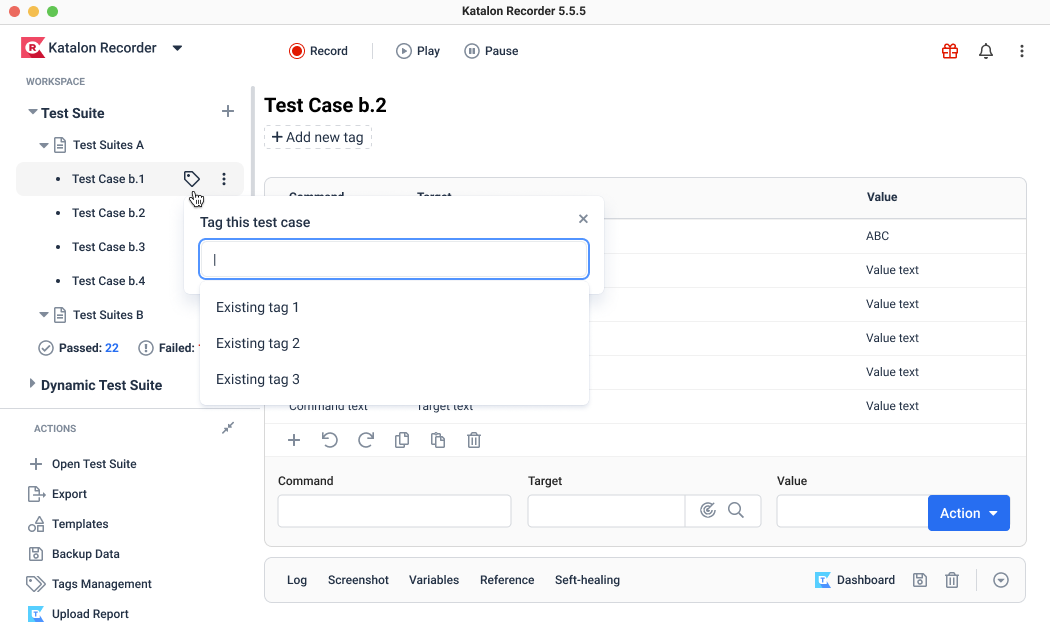 Katalon Recorder 5.5.5
Katalon Recorder
Record
Play
Pause
WORKSPACE
Test Suite
Test Suites A
Test Case b.1
Test Case b.2
Test Case b.3
Test Case b.4
Test Suites B
Passed: 22
Failed:
Dynamic Test Suite
ACTIONS
Open Test Suite
Export
Templates
Backup Data
Tags Management
Upload Report
Test Case b.2
+ Add new tag
Command Target Value
ABC
Value text
Value text
Value text
Value text
Command text Target text Value text
Tag this test case
Existing tag 1
Existing tag 2
Existing tag 3
Command Target Value
Action
Log Screenshot Variables Reference Seft-healing Dashboard